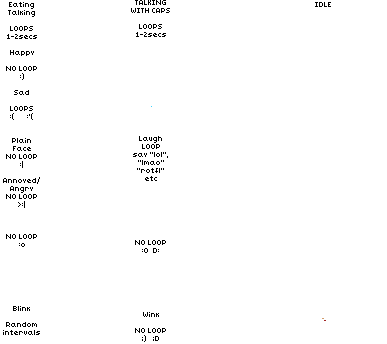 Eating
Talking
LOOPS
1-2secs
Happy
NO LOOP
:)
Sad
LOOPS
:( :'(
Plain
Face
NO LOOP
:|
Annoyed/
Angry
NO LOOP
>:|
NO LOOP
:o
Blink
Random
intervals
TALKING
WITH CAPS
LOOPS
1-2secs
Laugh
LOOP
say "lol",
"lmao"
"rotfl"
etc
NO LOOP
:O D:
Wink
NO LOOP
;) ;D
IDLE